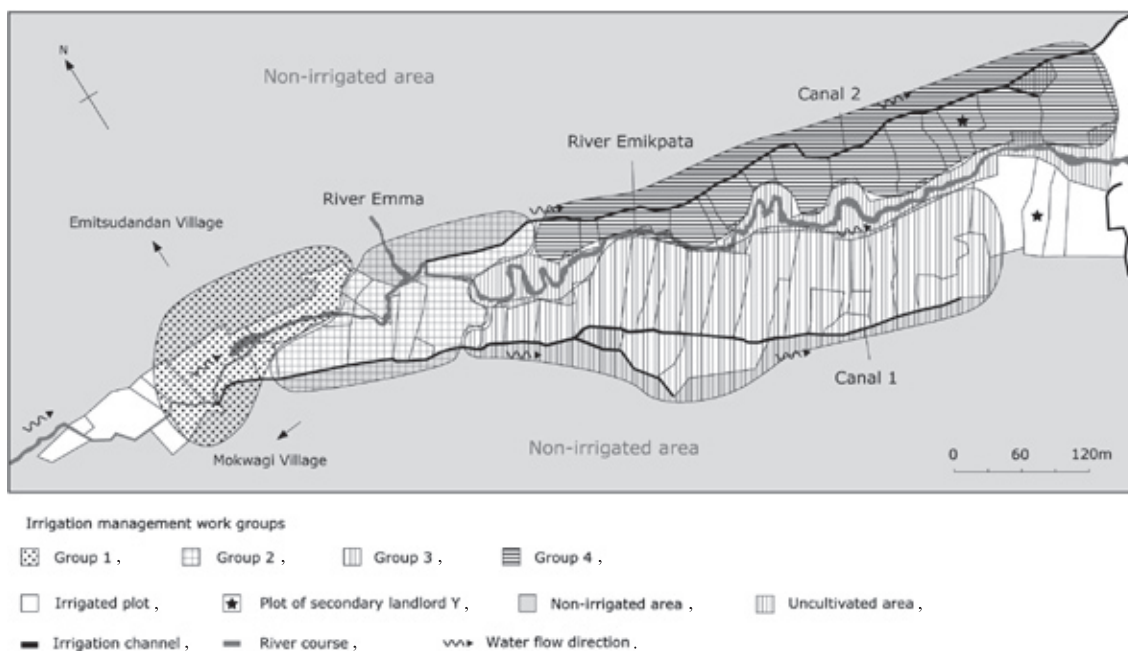 N
Non-irrigated area
Canal 2
River Emikpata
River Emma
Emitsudandan Village
Canal 1
Mokwagi Village
Non-irrigated area
0 60 120m
Irrigation management work groups
Group 1 , Group 2 , Group 3 , Group 4 ,
Irrigated plot , Plot of secondary landlord Y , Non-irrigated area , Uncultivated area ,
Irrigation channel , River course , Water flow direction .